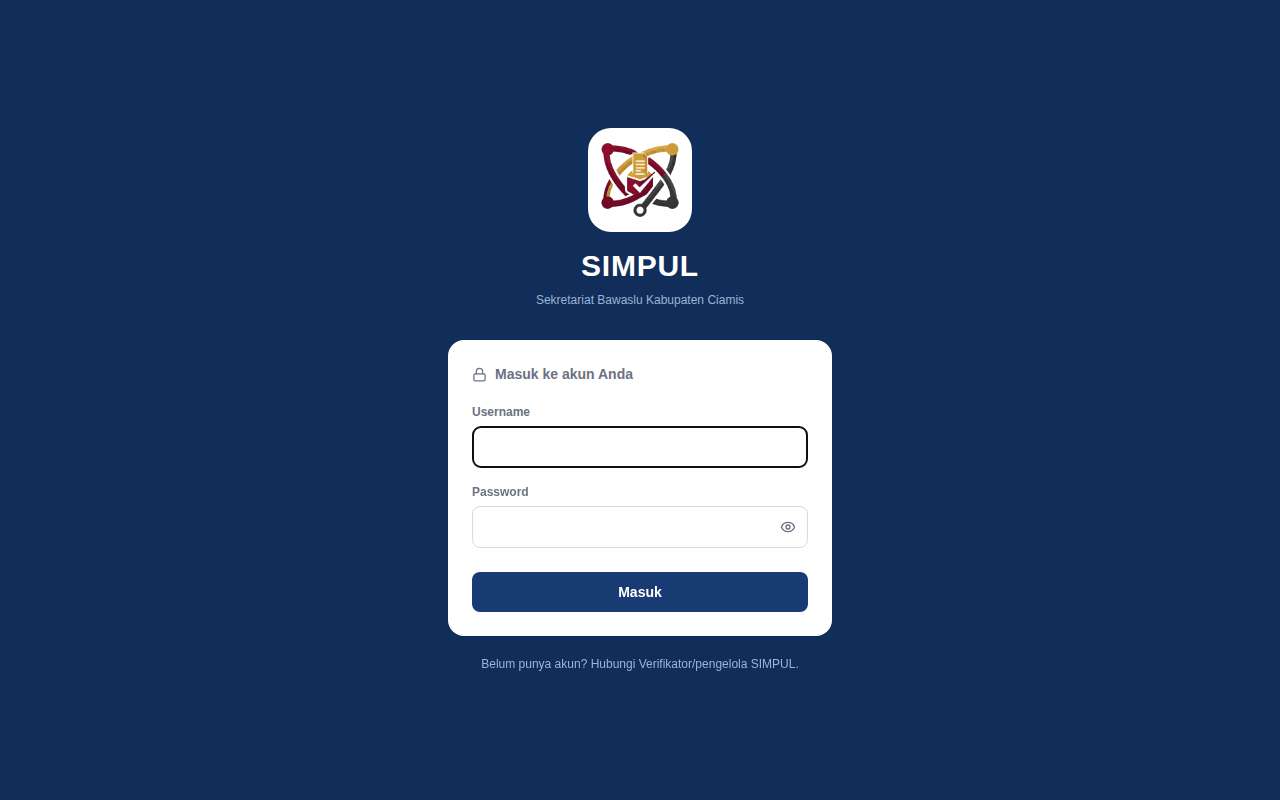 SIMPUL
Sekretariat Bawaslu Kabupaten Ciamis
Masuk ke akun Anda
Username
Password
Masuk
Belum punya akun? Hubungi Verifikator/pengelola SIMPUL.